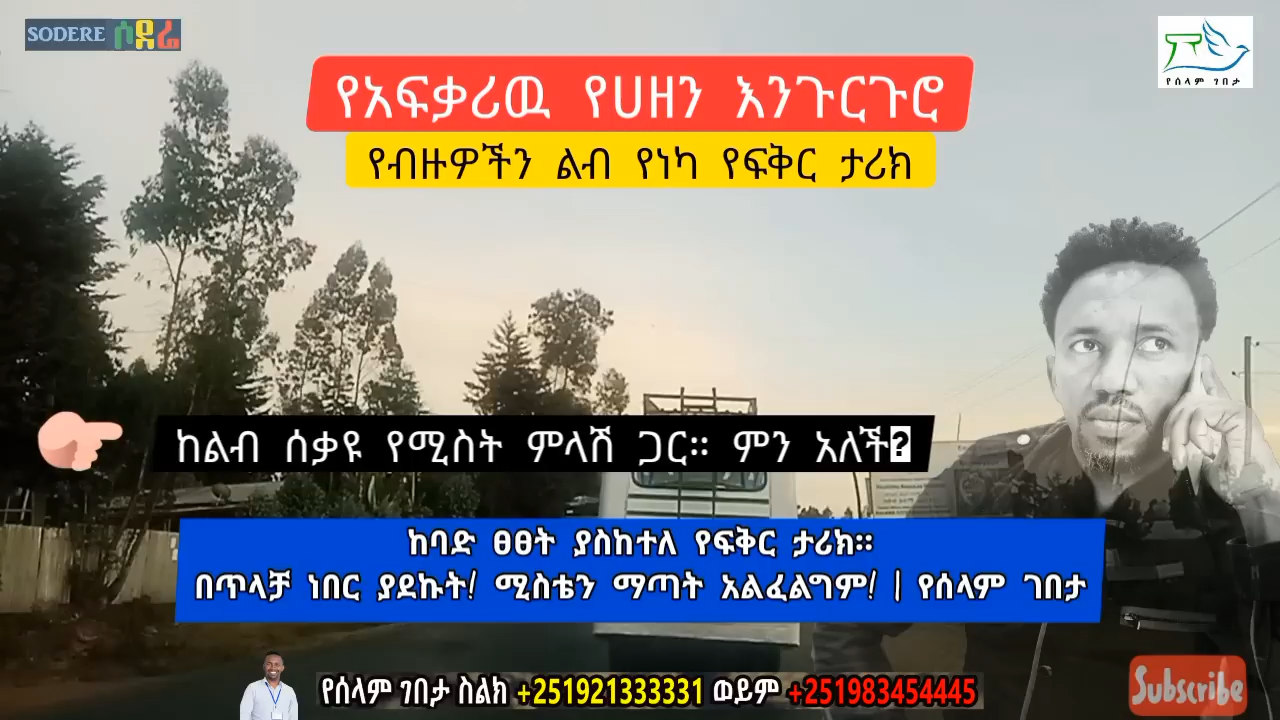 SODERE ሶደሬ
የሰላም ገበታ
የአፍቃሪዉ የሀዘን እንጉርጉሮ
የብዙዎችን ልብ የነካ የፍቅር ታሪክ
ከልብ ሰቃዩ የሚስት ምላሽ ጋር። ምን አለች
ከባድ ፀፀት ያስከተለ የፍቅር ታሪክ።
በጥላቻ ነበር ያደኩት! ሚስቴን ማጣት አልፈልግም! | የሰላም ገበታ
የሰላም ገበታ ስልክ +251921333331 ወይም +251983454445
Subscribe